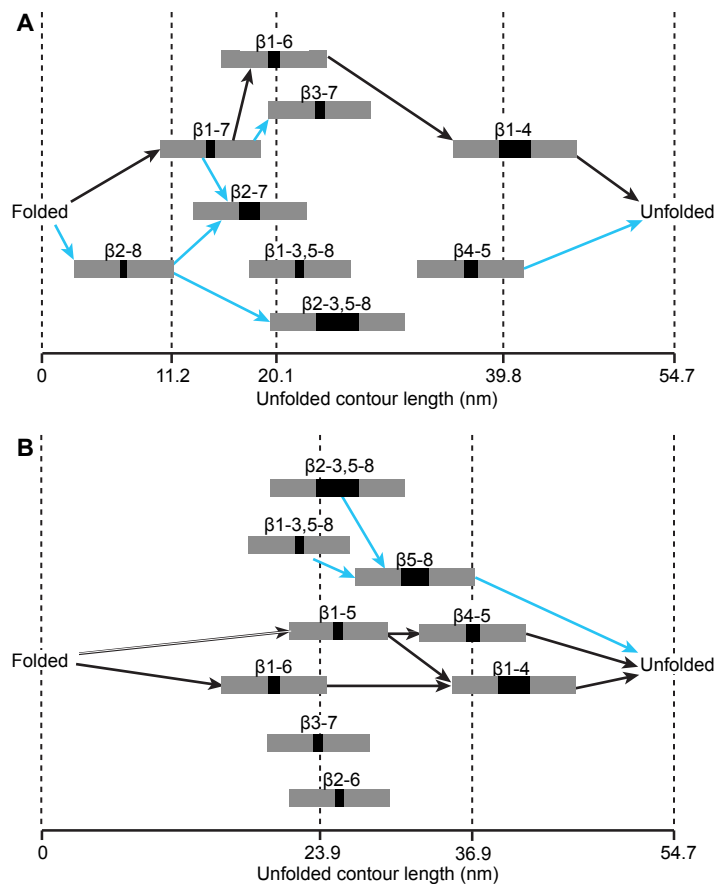 A
β1-6
β3-7
β1-7
β1-4
β2-7
Folded
Unfolded
β2-8
β1-3,5-8
β4-5
β2-3,5-8
0
11.2
20.1
39.8
54.7
Unfolded contour length (nm)
B
β2-3,5-8
β1-3,5-8
β5-8
β1-5
β4-5
Folded
Unfolded
β1-6
β1-4
β3-7
β2-6
0
23.9
36.9
54.7
Unfolded contour length (nm)